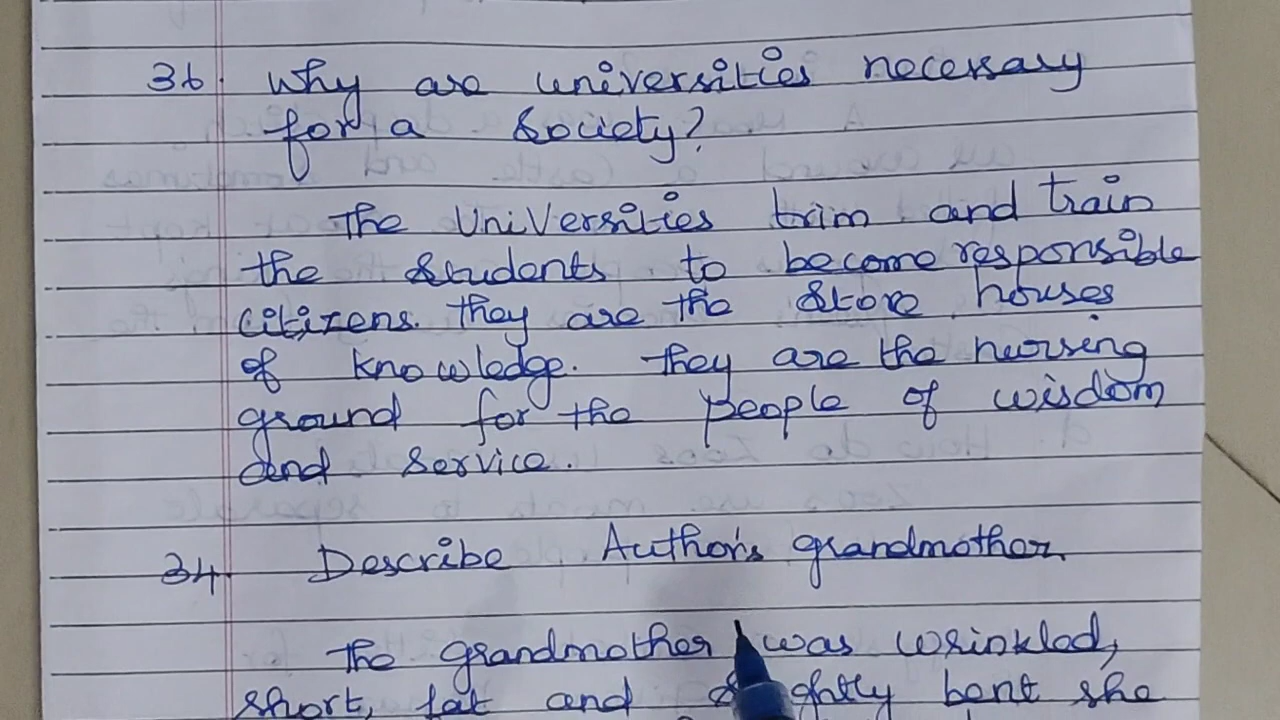 36. Why are universities necessary
for a society?
The Universities trim and train
the students to become responsible
citizens. They are the store houses
of knowledge. They are the nursing
ground for the people of wisdom
and service.
34. Describe Author's grandmother.
The grandmother was wrinkled,
short, fat and bent she